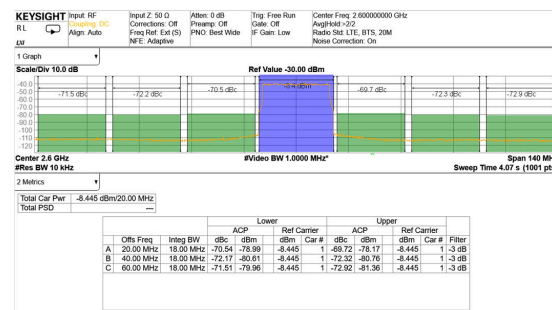 KEYSIGHT Input: RF Input Z: 50 Ω Atten: 0 dB Trig: Free Run Center Freq: 2.600000000 GHz
RL Coupling: DC Corrections: Off Preamp: Off Gate: Off Avg|Hold:>2/2
Align: Auto Freq Ref: Ext (S) PNO: Best Wide IF Gain: Low Radio Std: LTE, BTS, 20M
LXI NFE: Adaptive Noise Correction: On
1 Graph
Scale/Div 10.0 dB Ref Value -30.00 dBm
-40.0
-50.0 -71.5 dBc -72.2 dBc -70.5 dBc -69.7 dBc -72.3 dBc -72.9 dBc
-60.0
-70.0
-80.0
-90.0
-100
-110
-120
Center 2.6 GHz #Video BW 1.0000 MHz* Span 140 MH
#Res BW 10 kHz Sweep Time 4.07 s (1001 pts
2 Metrics
Total Car Pwr -8.445 dBm/20.00 MHz
Total PSD ---
Lower Upper
ACP Ref Carrier ACP Ref Carrier
Offs Freq Integ BW dBc dBm dBm Car # dBc dBm dBm Car # Filter
A 20.00 MHz 18.00 MHz -70.54 -78.99 -8.445 1 -69.72 -78.17 -8.445 1 -3 dB
B 40.00 MHz 18.00 MHz -72.17 -80.61 -8.445 1 -72.32 -80.76 -8.445 1 -3 dB
C 60.00 MHz 18.00 MHz -71.51 -79.96 -8.445 1 -72.92 -81.36 -8.445 1 -3 dB